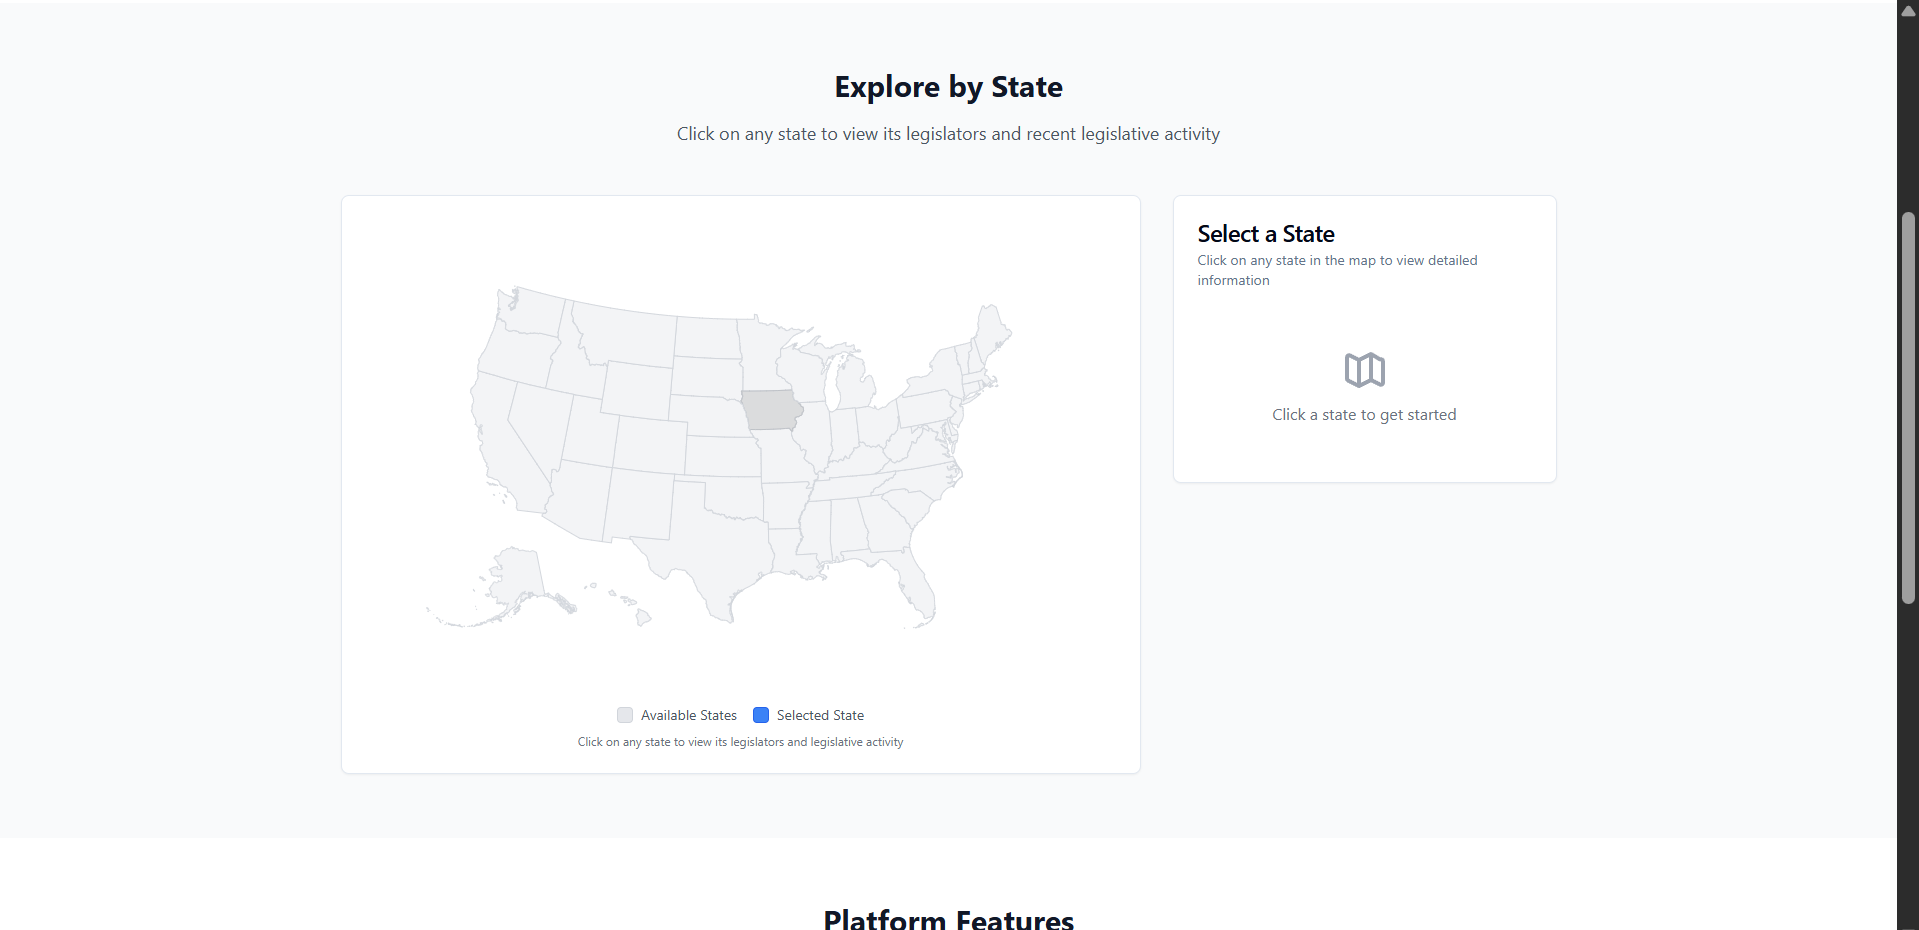 Explore by State
Click on any state to view its legislators and recent legislative activity
Select a State
Click on any state in the map to view detailed
information
Click a state to get started
Available States
Selected State
Click on any state to view its legislators and legislative activity
Platform Features